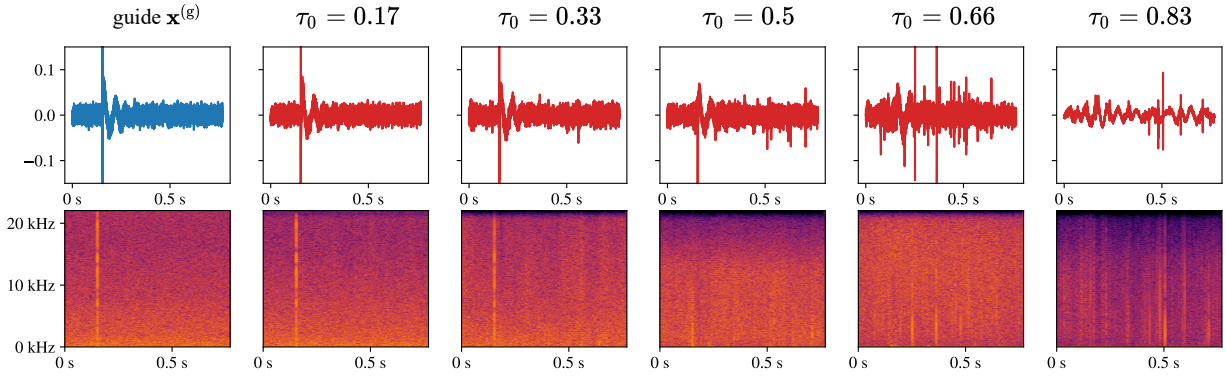 guide x^(g) τ₀ = 0.17 τ₀ = 0.33 τ₀ = 0.5 τ₀ = 0.66 τ₀ = 0.83
0.1
0.0
−0.1
0 s 0.5 s 0 s 0.5 s 0 s 0.5 s 0 s 0.5 s 0 s 0.5 s 0 s 0.5 s
20 kHz
10 kHz
0 kHz
0 s 0.5 s 0 s 0.5 s 0 s 0.5 s 0 s 0.5 s 0 s 0.5 s 0 s 0.5 s